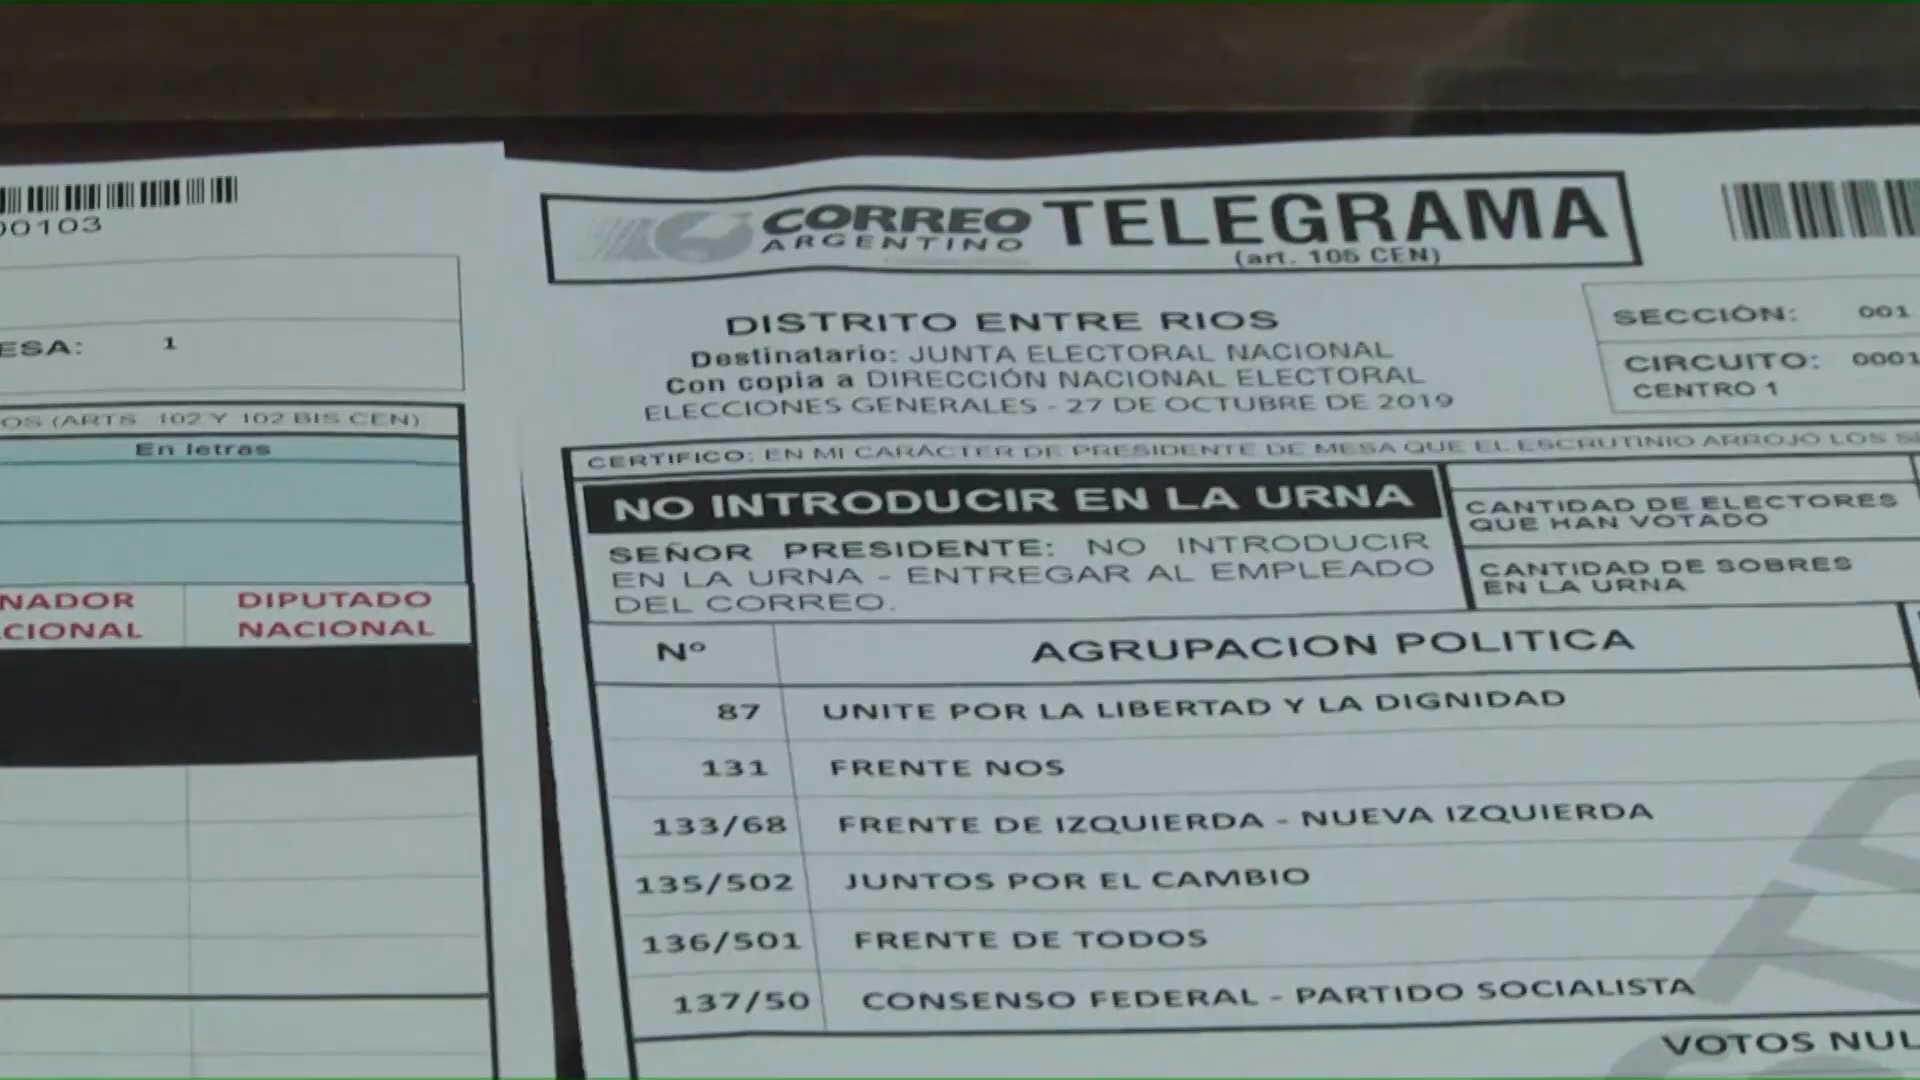 00103
1
102 Y 102 BIS CEN)
En letras
DIPUTADO
NACIONAL
CORREO
ARGENTINO
TELEGRAMA
(art. 105 CEN)
DISTRITO ENTRE RIOS
Destinatario: JUNTA ELECTORAL NACIONAL
Con copia a DIRECCIÓN NACIONAL ELECTORAL
ELECCIONES GENERALES - 27 DE OCTUBRE DE 2019
SECCIÓN: 001
CIRCUITO: 0001
CENTRO 1
CERTIFICO: EN MI CARÁCTER DE PRESIDENTE DE MESA QUE EL ESCRUTINIO ARROJÓ LOS
NO INTRODUCIR EN LA URNA
SEÑOR PRESIDENTE: NO INTRODUCIR
EN LA URNA - ENTREGAR AL EMPLEADO
DEL CORREO.
CANTIDAD DE ELECTORES
QUE HAN VOTADO
CANTIDAD DE SOBRES
EN LA URNA
Nº AGRUPACION POLITICA
87 UNITE POR LA LIBERTAD Y LA DIGNIDAD
131 FRENTE NOS
133/68 FRENTE DE IZQUIERDA - NUEVA IZQUIERDA
135/502 JUNTOS POR EL CAMBIO
136/501 FRENTE DE TODOS
137/50 CONSENSO FEDERAL - PARTIDO SOCIALISTA
VOTOS NUL